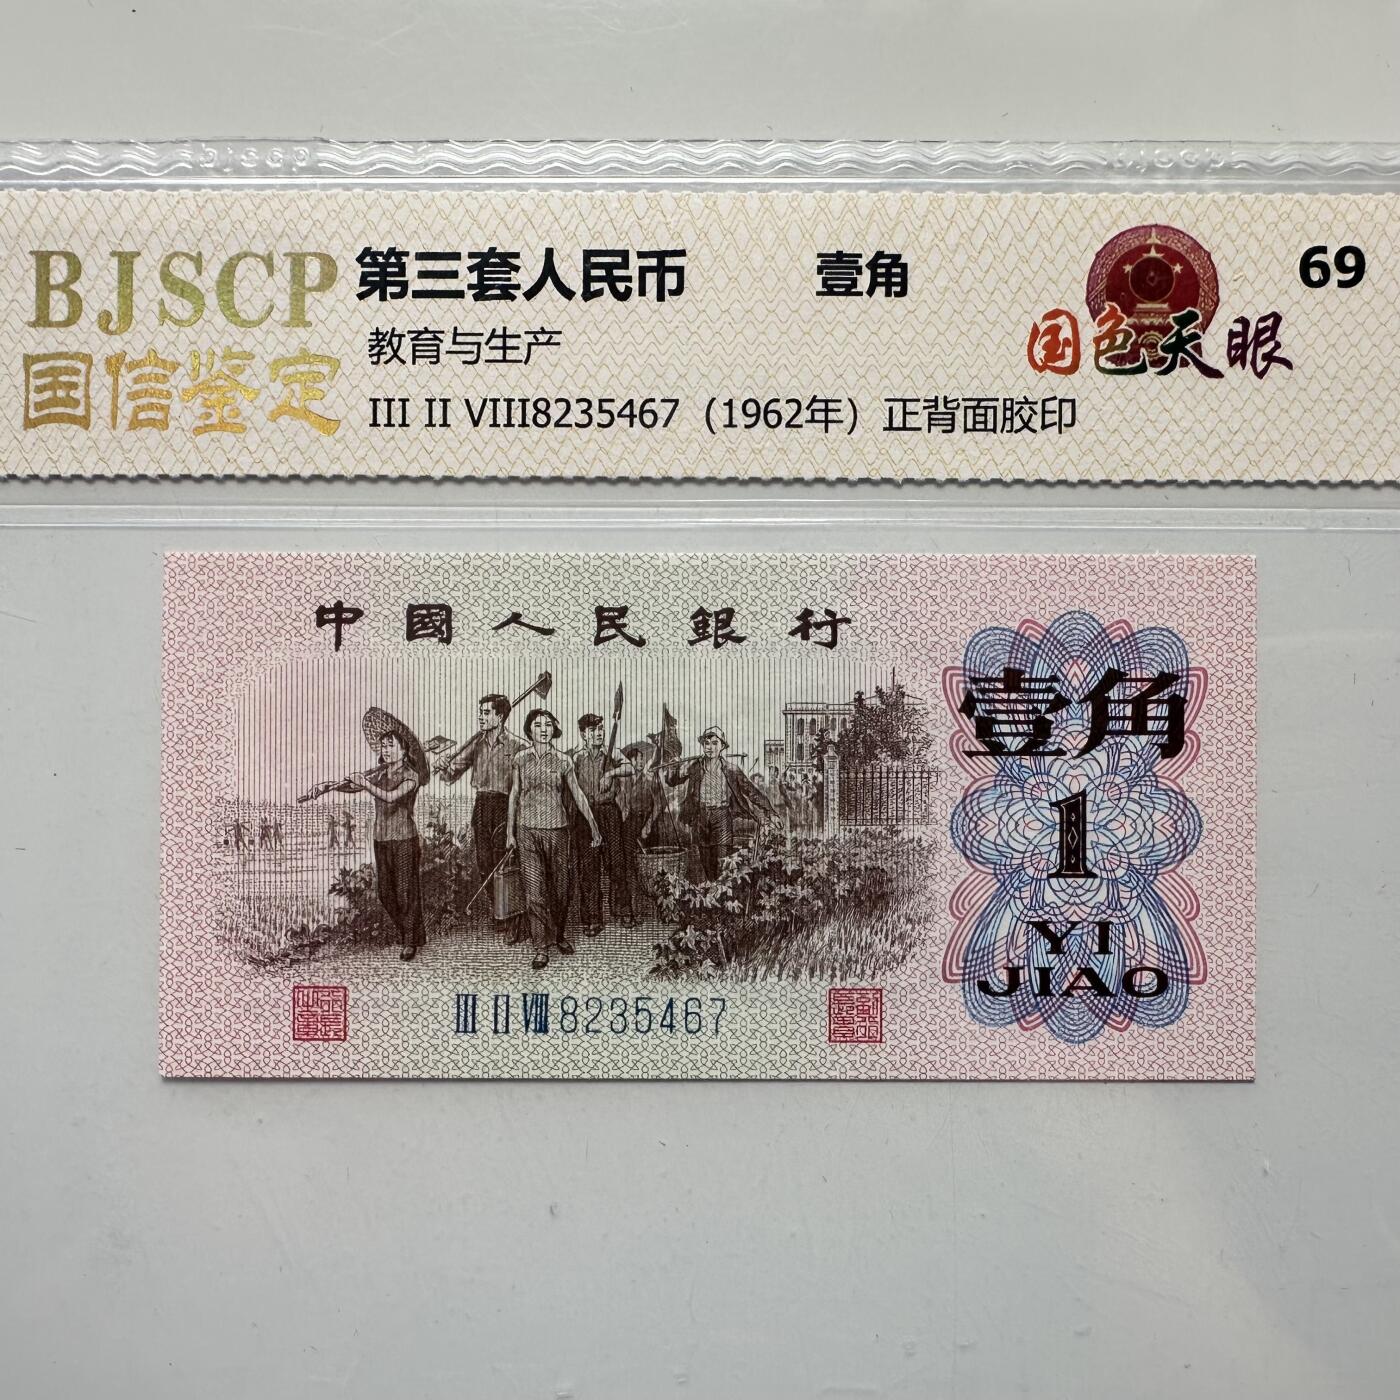 bjscp
BJSCP
国信鉴定
第三套人民币 壹角
教育与生产
III II VIII8235467（1962年）正背面胶印
国色天眼
69
中國人民銀行
壹角
1
YI
JIAO
III II VIII8235467